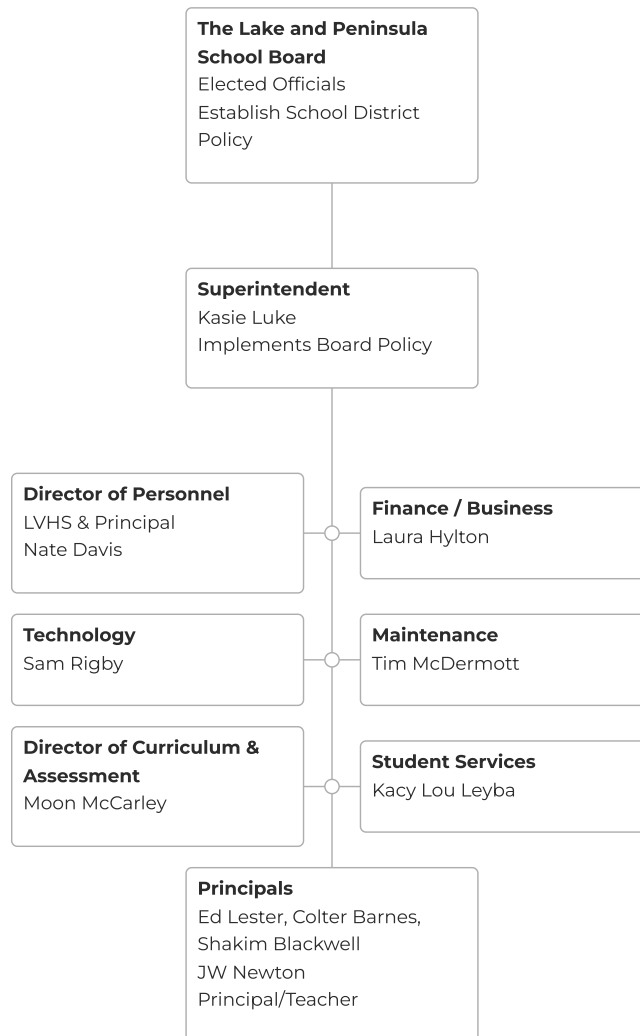 The Lake and Peninsula
School Board
Elected Officials
Establish School District
Policy
Superintendent
Kasie Luke
Implements Board Policy
Director of Personnel
LVHS & Principal
Nate Davis
Finance / Business
Laura Hylton
Technology
Sam Rigby
Maintenance
Tim McDermott
Director of Curriculum &
Assessment
Moon McCarley
Student Services
Kacy Lou Leyba
Principals
Ed Lester, Colter Barnes,
Shakim Blackwell
JW Newton
Principal/Teacher